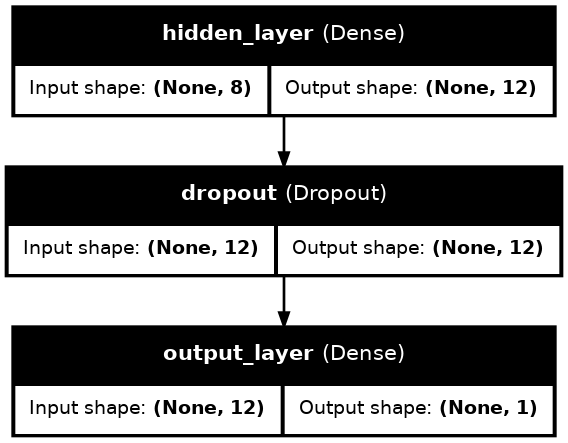 hidden_layer (Dense)
Input shape: (None, 8) Output shape: (None, 12)
dropout (Dropout)
Input shape: (None, 12) Output shape: (None, 12)
output_layer (Dense)
Input shape: (None, 12) Output shape: (None, 1)